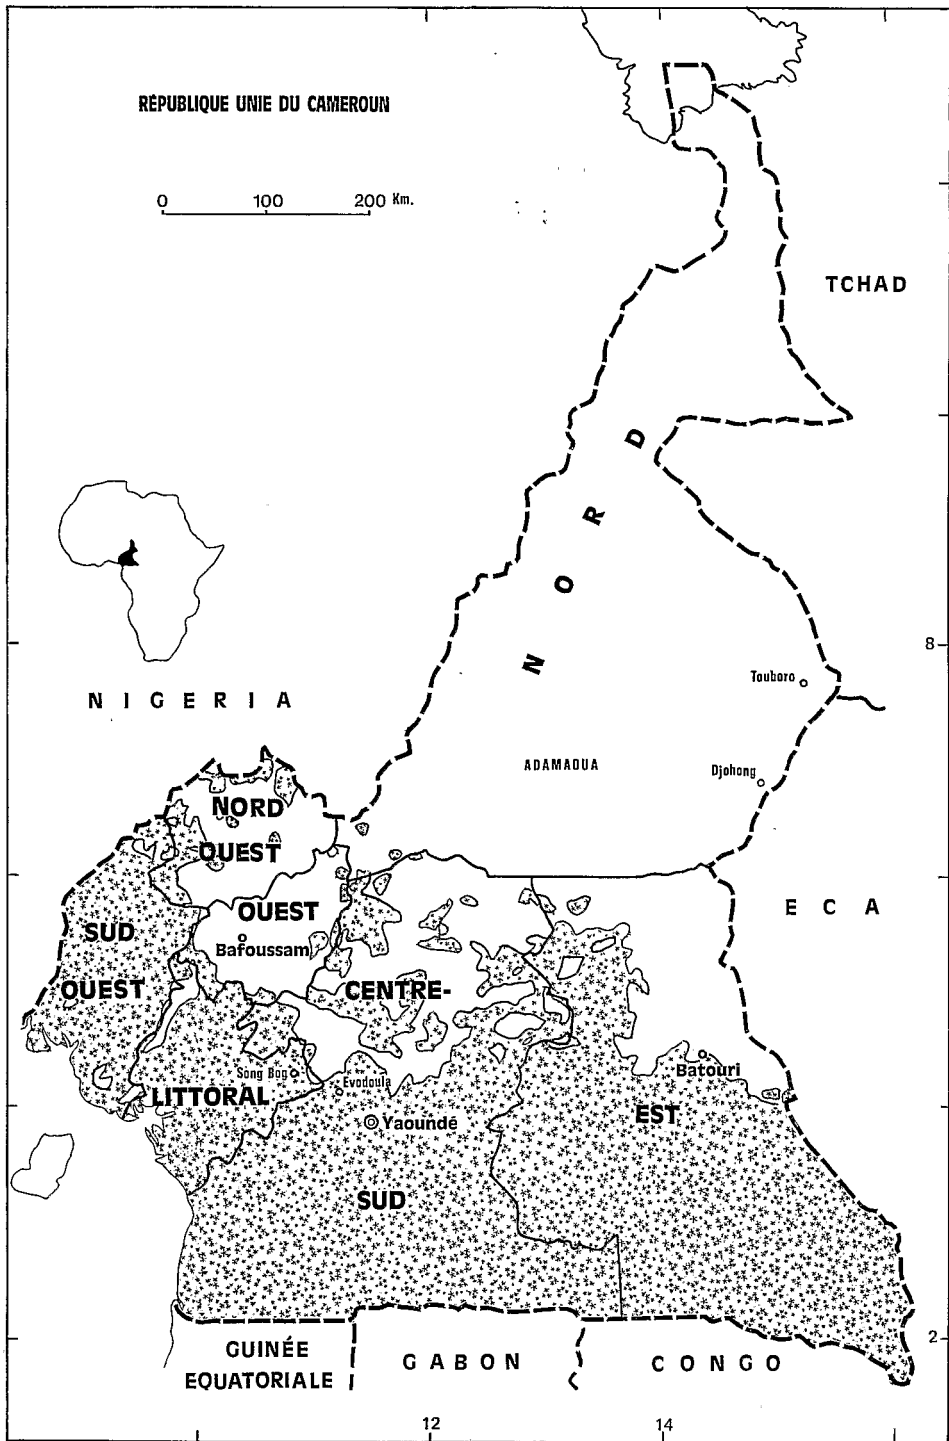 RÉPUBLIQUE UNIE DU CAMEROUN
0 100 200 Km.
TCHAD
NORD
8
Touboro
NIGERIA
ADAMAOUA
Djohong
NORD
OUEST
OUEST
ECA
SUD
Bafoussam
OUEST
CENTRE-
Batouri
Song Bog
Evodoula
LITTORAL
EST
Yaoundé
SUD
2
GUINÉE
GABON
CONGO
EQUATORIALE
12
14